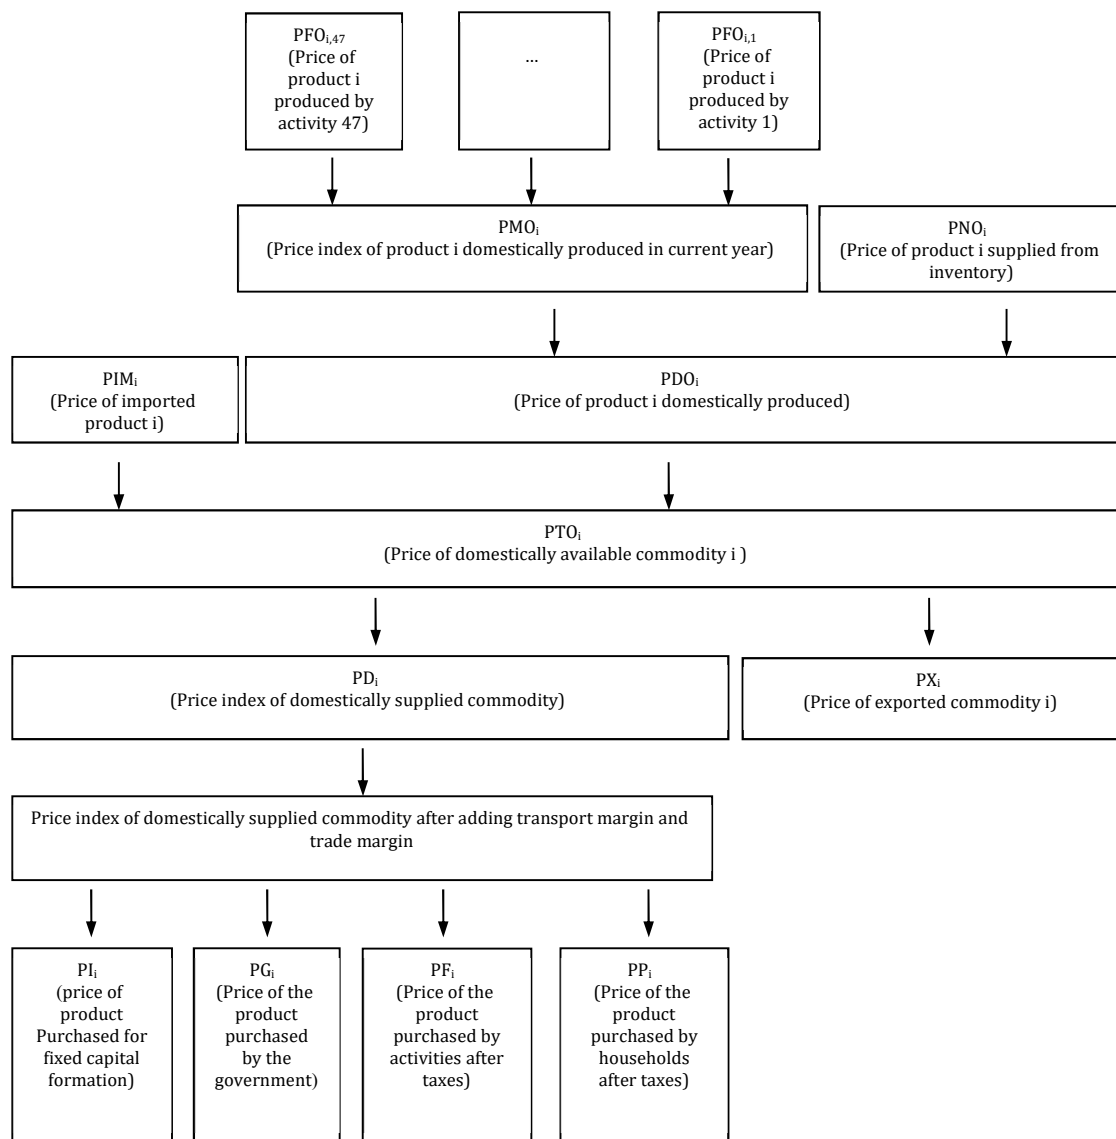 PFOi,47
(Price of
product i
produced by
activity 47)
...
PFOi,1
(Price of
product i
produced by
activity 1)
PMOi
(Price index of product i domestically produced in current year)
PNOi
(Price of product i supplied from
inventory)
PIMi
(Price of imported
product i)
PDOi
(Price of product i domestically produced)
PTOi
(Price of domestically available commodity i )
PDi
(Price index of domestically supplied commodity)
PXi
(Price of exported commodity i)
Price index of domestically supplied commodity after adding transport margin and
trade margin
PIi
(price of
product
Purchased for
fixed capital
formation)
PGi
(Price of the
product
purchased
by the
government)
PFi
(Price of the
product
purchased by
activities after
taxes)
PPi
(Price of the
product
purchased by
households
after taxes)